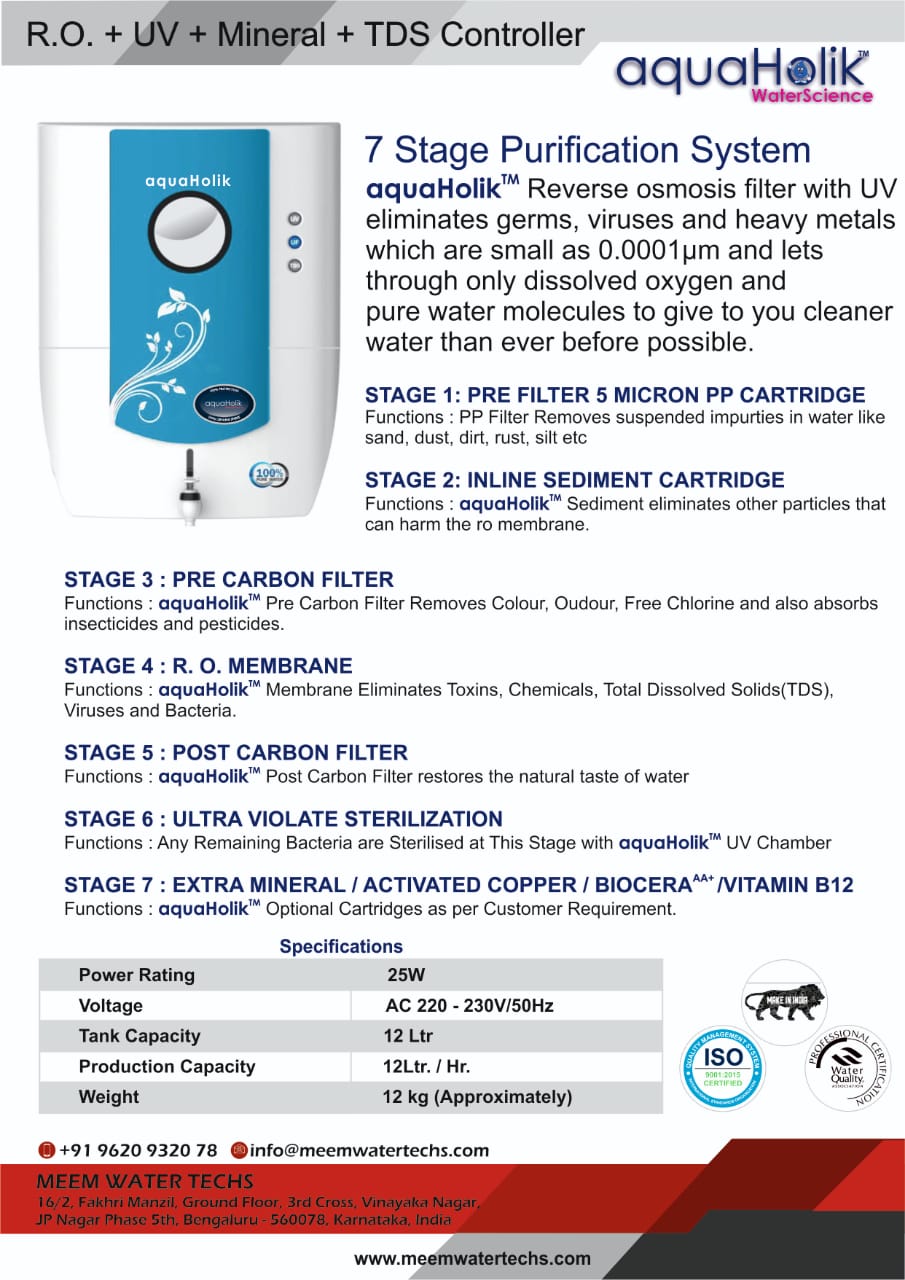 R.O. + UV + Mineral + TDS Controller
aquaHolik™
WaterScience
aquaHolik
UV
UF
TDS
aquaHolik
100%
PURE WATER
7 Stage Purification System
aquaHolik™ Reverse osmosis filter with UV
eliminates germs, viruses and heavy metals
which are small as 0.0001µm and lets
through only dissolved oxygen and
pure water molecules to give to you cleaner
water than ever before possible.
STAGE 1: PRE FILTER 5 MICRON PP CARTRIDGE
Functions : PP Filter Removes suspended impurties in water like
sand, dust, dirt, rust, silt etc
STAGE 2: INLINE SEDIMENT CARTRIDGE
Functions : aquaHolik™ Sediment eliminates other particles that
can harm the ro membrane.
STAGE 3 : PRE CARBON FILTER
Functions : aquaHolik™ Pre Carbon Filter Removes Colour, Oudour, Free Chlorine and also absorbs
insecticides and pesticides.
STAGE 4 : R. O. MEMBRANE
Functions : aquaHolik™ Membrane Eliminates Toxins, Chemicals, Total Dissolved Solids(TDS),
Viruses and Bacteria.
STAGE 5 : POST CARBON FILTER
Functions : aquaHolik™ Post Carbon Filter restores the natural taste of water
STAGE 6 : ULTRA VIOLATE STERILIZATION
Functions : Any Remaining Bacteria are Sterilised at This Stage with aquaHolik™ UV Chamber
STAGE 7 : EXTRA MINERAL / ACTIVATED COPPER / BIOCERA AA+ /VITAMIN B12
Functions : aquaHolik™ Optional Cartridges as per Customer Requirement.
Specifications
Power Rating 25W
Voltage AC 220 - 230V/50Hz
Tank Capacity 12 Ltr
Production Capacity 12Ltr. / Hr.
Weight 12 kg (Approximately)
MAKE IN INDIA
QUALITY MANAGEMENT SYSTEM
ISO
9001:2015
CERTIFIED
PROFESSIONAL CERTIFICATION
Water
Quality
ASSOCIATION
+91 9620 9320 78 info@meemwatertechs.com
MEEM WATER TECHS
16/2, Fakhri Manzil, Ground Floor, 3rd Cross, Vinayaka Nagar,
JP Nagar Phase 5th, Bengaluru - 560078, Karnataka, India
www.meemwatertechs.com